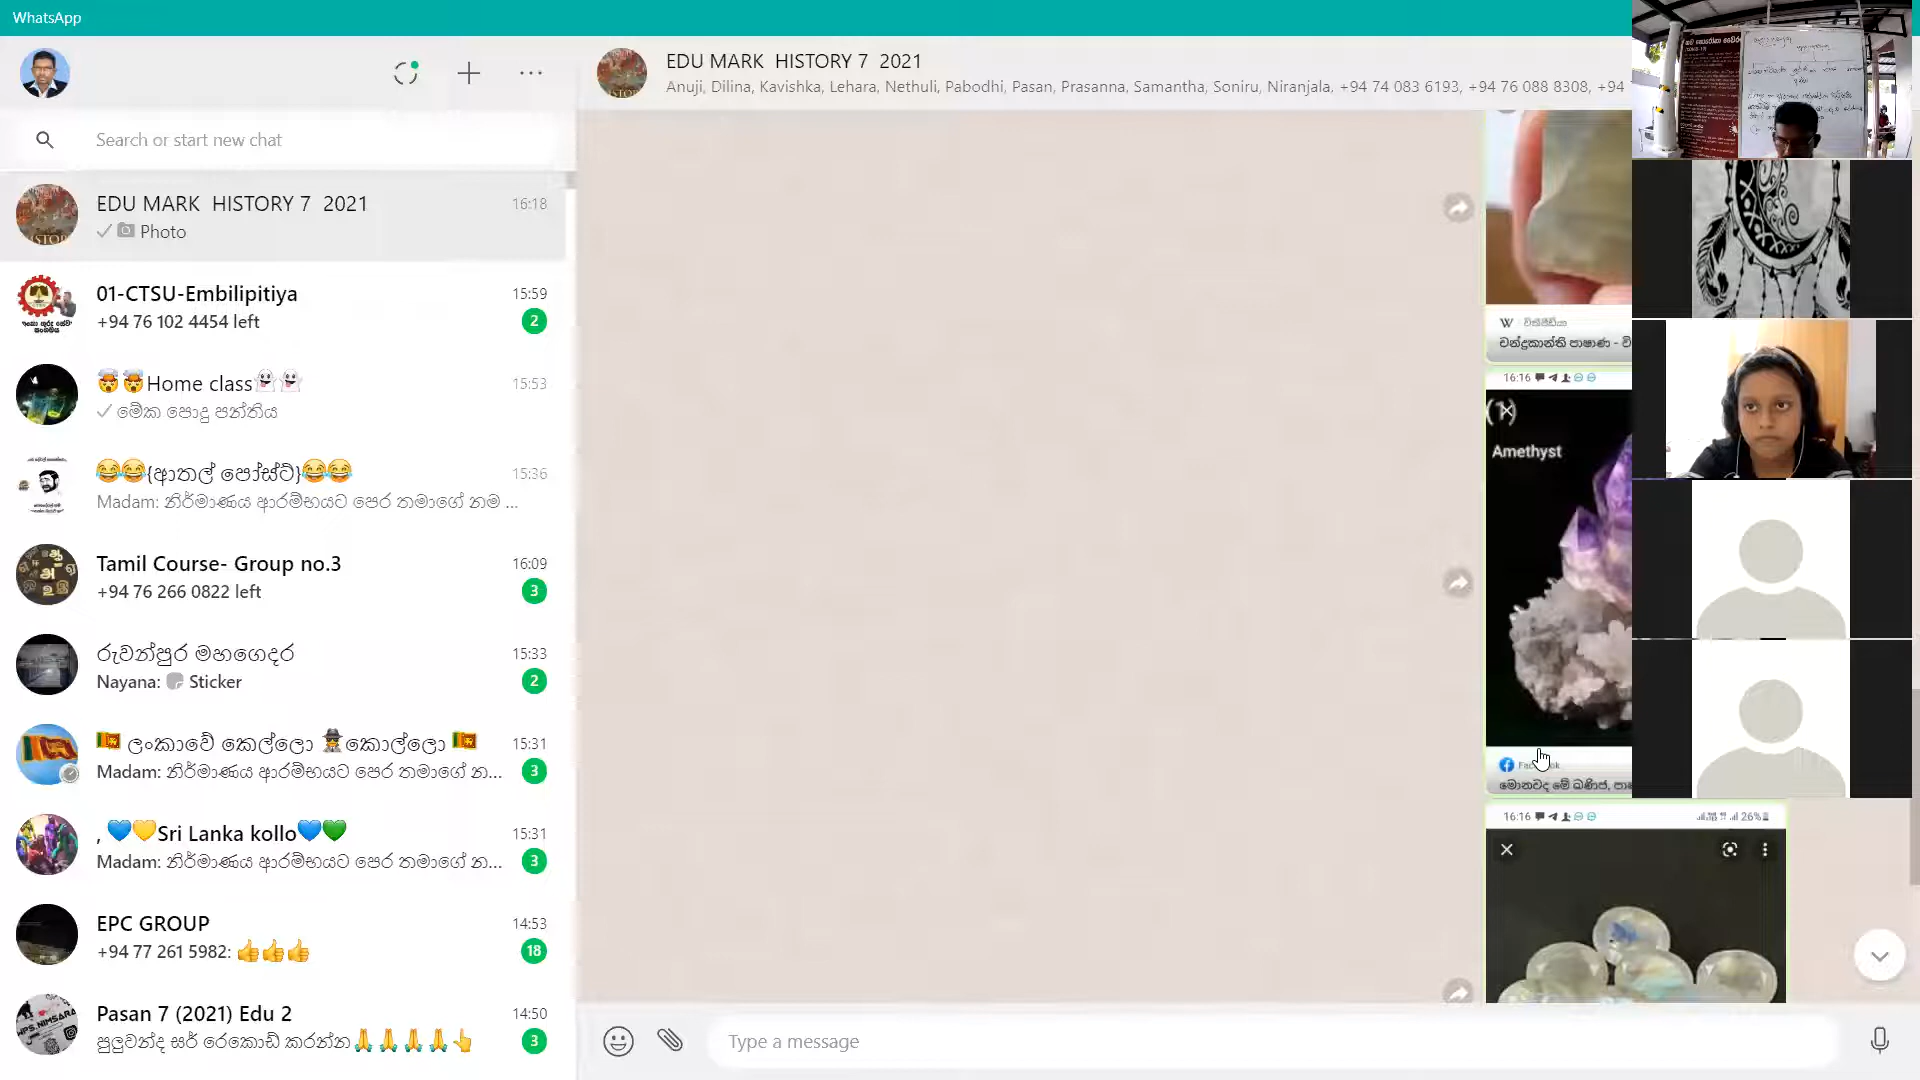 WhatsApp
Search or start new chat
EDU MARK HISTORY 7 2021
16:18
Photo
01-CTSU-Embilipitiya
15:59
+94 76 102 4454 left
2
🤯🤯Home class👻👻
15:53
මේක පොදු පන්තිය
😂😂{ආතල් පෝස්ට්}😂😂
15:36
Madam: නිර්මාණය ආරම්භයට පෙර තමාගේ නම ...
Tamil Course- Group no.3
16:09
+94 76 266 0822 left
3
රුවන්පුර මහගෙදර
15:33
Nayana: Sticker
2
🇱🇰 ලංකාවේ කෙල්ලො 🕵️කොල්ලො 🇱🇰
15:31
Madam: නිර්මාණය ආරම්භයට පෙර තමාගේ න...
3
, 💙💛Sri Lanka kollo💙💚
15:31
Madam: නිර්මාණය ආරම්භයට පෙර තමාගේ න...
3
EPC GROUP
14:53
+94 77 261 5982: 👍👍👍
18
Pasan 7 (2021) Edu 2
14:50
පුලුවන්ද සර් රෙකොඩ් කරන්න🙏🙏🙏🙏👆
3
EDU MARK HISTORY 7 2021
Anuji, Dilina, Kavishka, Lehara, Nethuli, Pabodhi, Pasan, Prasanna, Samantha, Soniru, Niranjala, +94 74 083 6193, +94 76 088 8308, +94
W විකිපීඩියා
චන්ද්‍රකාන්ති පාෂාණ - වි
16:16
Amethyst
මොනවද මේ ඛණිජ, පාෂ
16:16
26%
Type a message